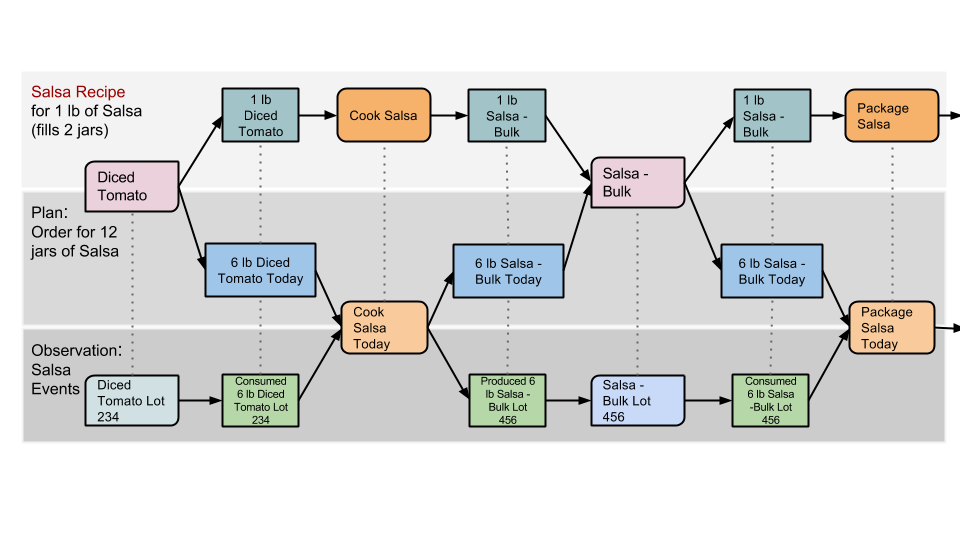 Salsa Recipe
for 1 lb of Salsa
(fills 2 jars)
1 lb
Diced
Tomato
Cook Salsa
1 lb
Salsa -
Bulk
1 lb
Salsa -
Bulk
Package
Salsa
Diced
Tomato
Salsa -
Bulk
Plan:
Order for 12
jars of Salsa
6 lb Diced
Tomato Today
6 lb Salsa -
Bulk Today
6 lb Salsa -
Bulk Today
Cook
Salsa
Today
Package
Salsa
Today
Observation:
Salsa
Events
Diced
Tomato Lot
234
Consumed
6 lb Diced
Tomato Lot
234
Produced 6
lb Salsa -
Bulk Lot
456
Salsa -
Bulk Lot
456
Consumed
6 lb Salsa
-Bulk Lot
456